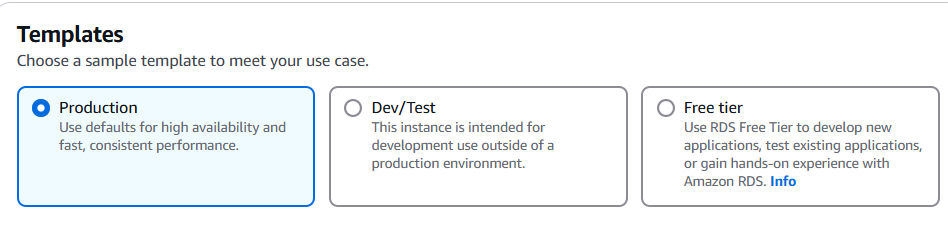 Templates
Choose a sample template to meet your use case.
Production
Use defaults for high availability and
fast, consistent performance.
Dev/Test
This instance is intended for
development use outside of a
production environment.
Free tier
Use RDS Free Tier to develop new
applications, test existing applications,
or gain hands-on experience with
Amazon RDS. Info